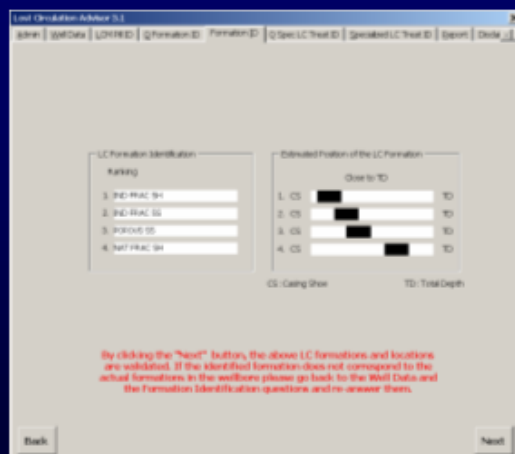 Lost Circulation Advisor 3.1
Admin Well Data LCM PR ID Q Formation ID Formation ID Q Spec LC Treat ID Specialized LC Treat ID Report
LC Formation Identification
Ranking
1. IND FRAC SH
2. IND FRAC SS
3. POROUS SS
4. NAT FRAC SH
Estimated Position of the LC Formation
Close to TD
1. CS TD
2. CS TD
3. CS TD
4. CS TD
CS : Casing Shoe TD : Total Depth
By clicking the "Next" button, the above LC formations and locations
are validated. If the identified formation does not correspond to the
actual formations in the wellbore please go back to the Well Data and
the Formation Identification questions and re-answer them.
Back Next